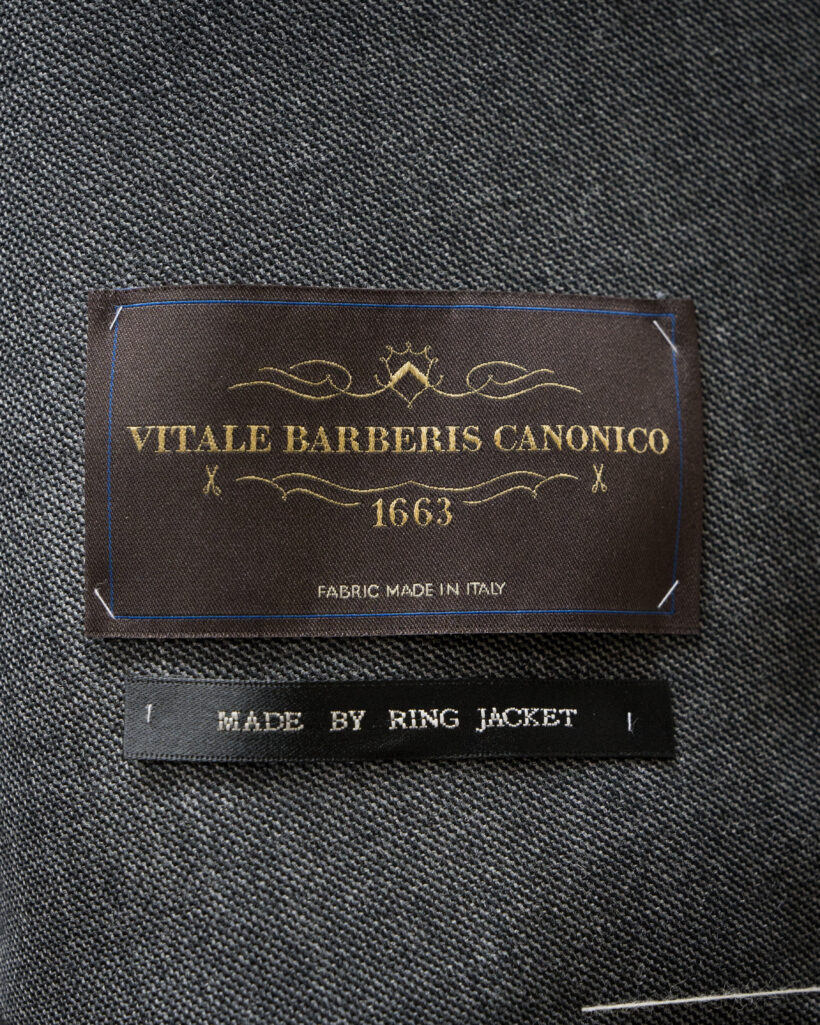 VITALE BARBERIS CANONICO
1663
FABRIC MADE IN ITALY
MADE BY RING JACKET